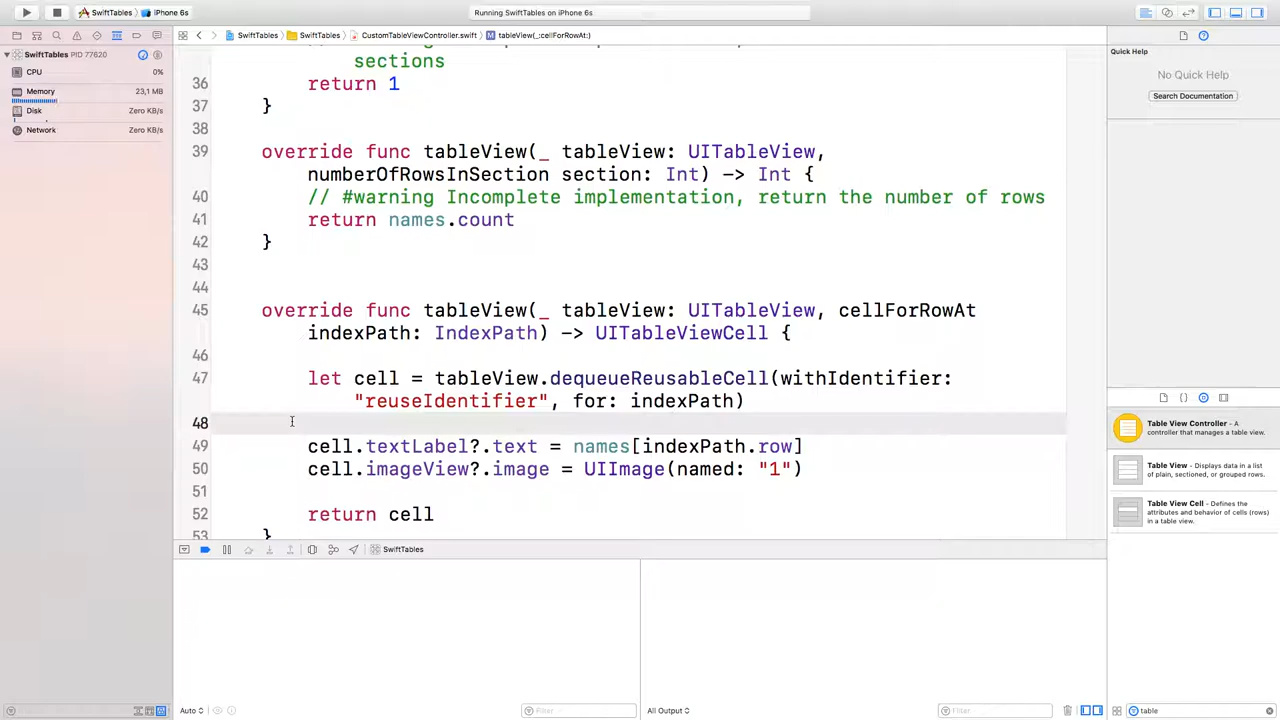 SwiftTables
iPhone 6s
Running SwiftTables on iPhone 6s
SwiftTables
SwiftTables
CustomTableViewController.swift
tableView(_:cellForRowAt:)
SwiftTables PID 77620
CPU 0%
Memory 23,1 MB
Disk Zero KB/s
Network Zero KB/s
sections
36 return 1
37 }
38
39 override func tableView(_ tableView: UITableView,
numberOfRowsInSection section: Int) -> Int {
40 // #warning Incomplete implementation, return the number of rows
41 return names.count
42 }
43
44
45 override func tableView(_ tableView: UITableView, cellForRowAt
indexPath: IndexPath) -> UITableViewCell {
46
47 let cell = tableView.dequeueReusableCell(withIdentifier:
"reuseIdentifier", for: indexPath)
48
49 cell.textLabel?.text = names[indexPath.row]
50 cell.imageView?.image = UIImage(named: "1")
51
52 return cell
53 }
SwiftTables
Auto
Filter
All Output
Filter
Filter
Quick Help
No Quick Help
Search Documentation
Table View Controller - A
controller that manages a table view.
Table View - Displays data in a list
of plain, sectioned, or grouped rows.
Table View Cell - Defines the
attributes and behavior of cells (rows)
in a table view.
table